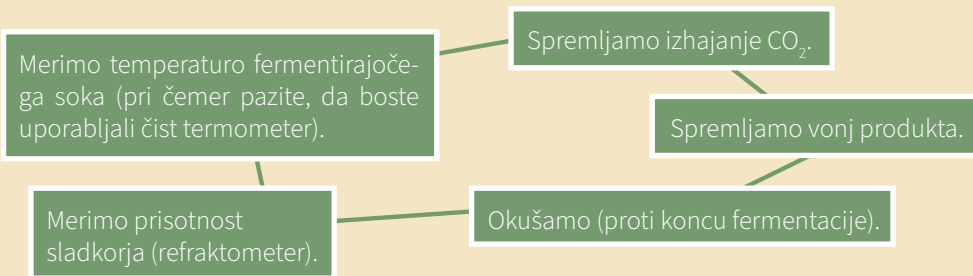 Merimo temperaturo fermentirajoče-
ga soka (pri čemer pazite, da boste
uporabljali čist termometer).
Spremljamo izhajanje CO₂.
Spremljamo vonj produkta.
Okušamo (proti koncu fermentacije).
Merimo prisotnost
sladkorja (refraktometer).